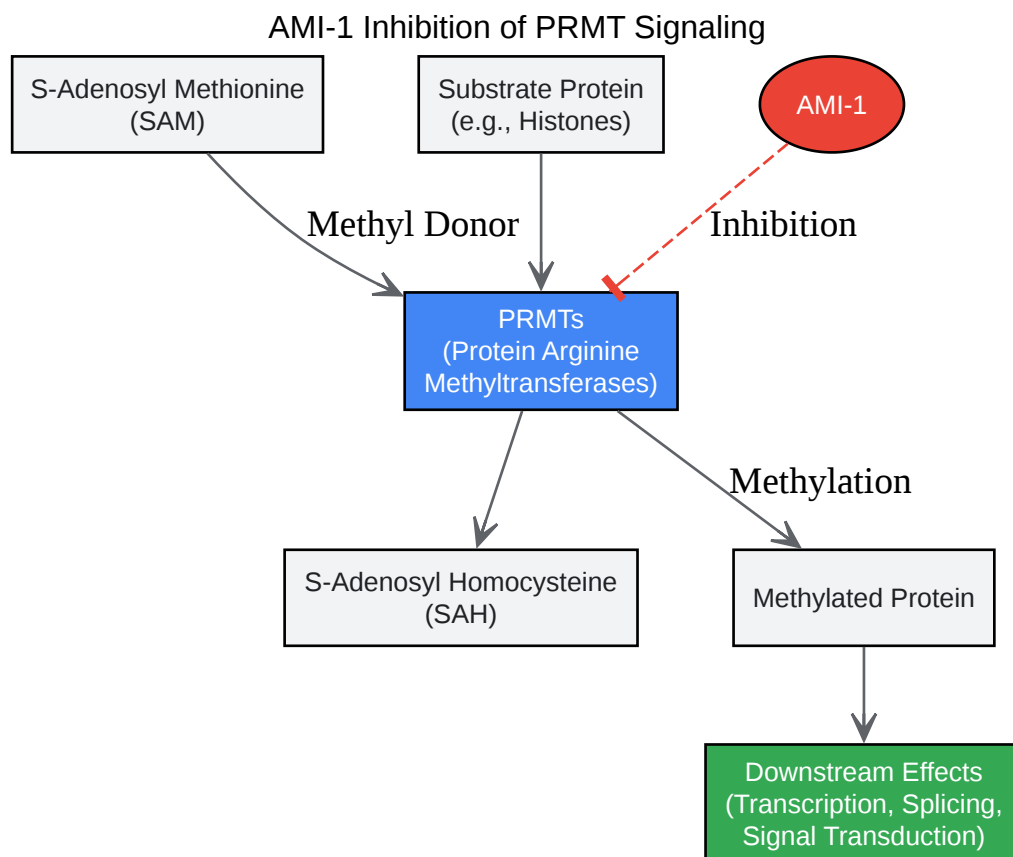 AMI-1 Inhibition of PRMT Signaling
S-Adenosyl Methionine
(SAM)
Substrate Protein
(e.g., Histones)
AMI-1
Methyl Donor
Inhibition
PRMTs
(Protein Arginine
Methyltransferases)
Methylation
S-Adenosyl Homocysteine
(SAH)
Methylated Protein
Downstream Effects
(Transcription, Splicing,
Signal Transduction)